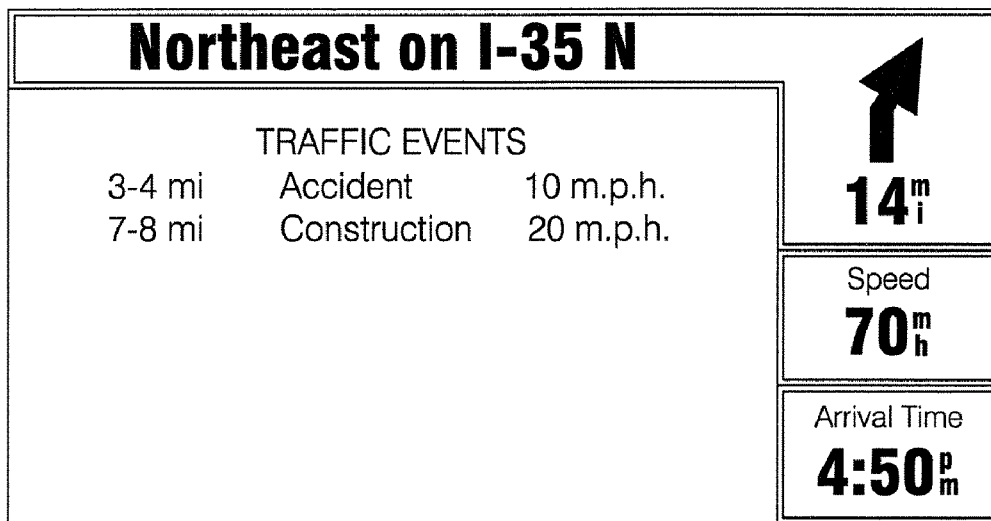 Northeast on I-35 N
TRAFFIC EVENTS
3-4 mi Accident 10 m.p.h.
7-8 mi Construction 20 m.p.h.
14 mi
Speed
70 mh
Arrival Time
4:50 pm